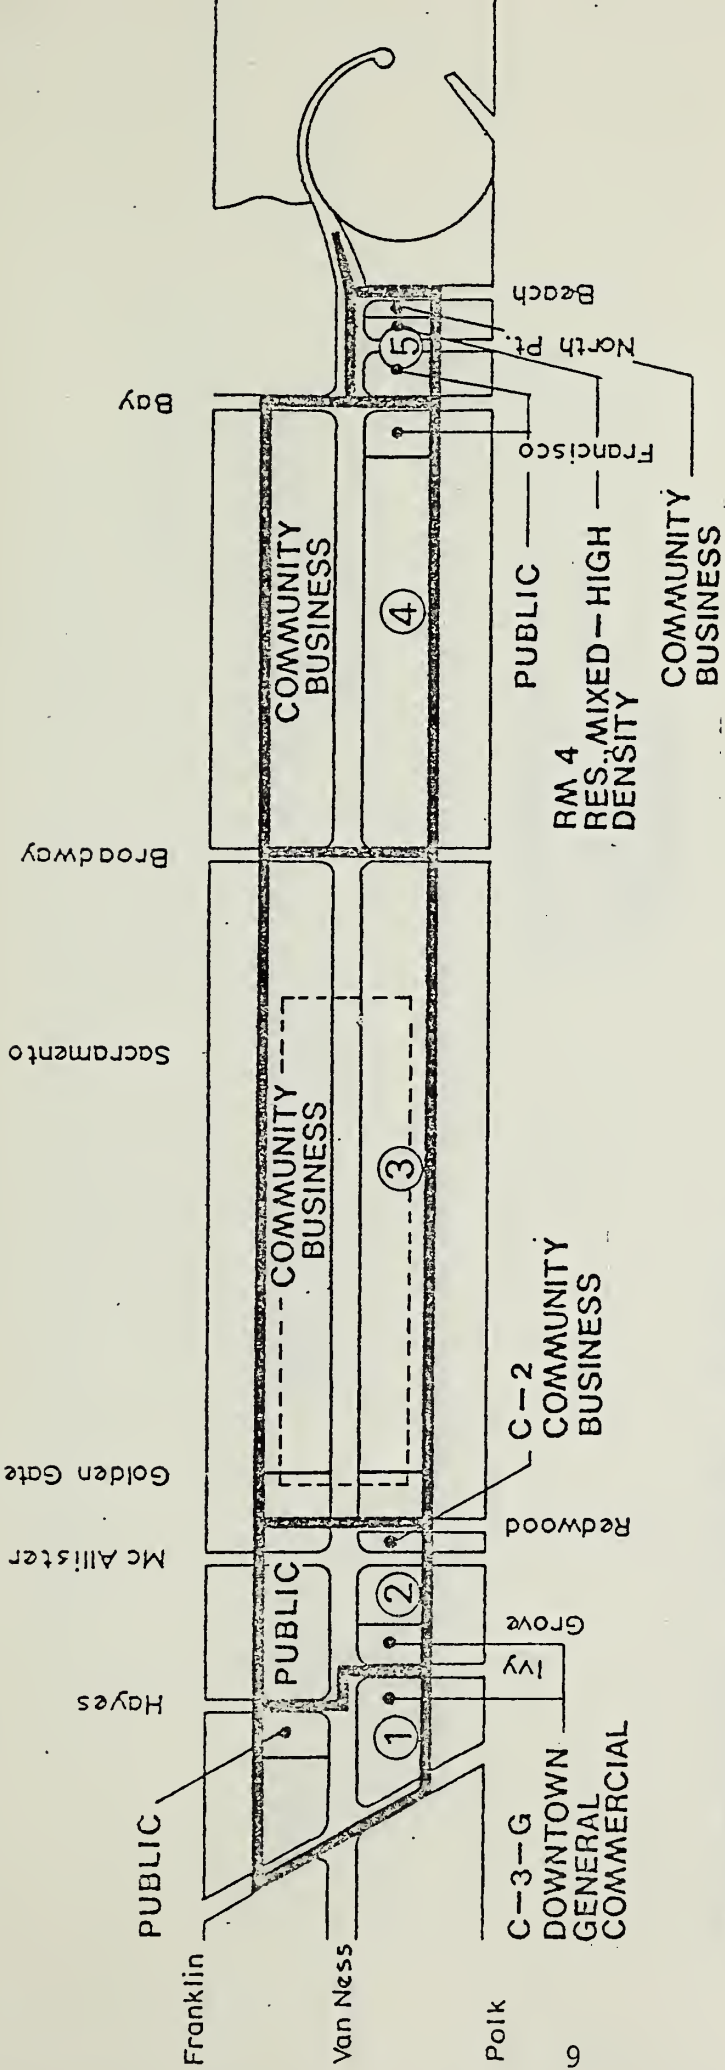 Franklin
Van Ness
Polk
9
PUBLIC
Hayes
Mc Allister
Golden Gate
Sacramento
Broadway
Bay
PUBLIC
COMMUNITY
BUSINESS
COMMUNITY
BUSINESS
1
2
3
4
5
Ivy
Grove
Redwood
Francisco
North Pt.
Beach
C-3-G
DOWNTOWN
GENERAL
COMMERCIAL
C-2
COMMUNITY
BUSINESS
PUBLIC
RM 4
RES., MIXED-HIGH
DENSITY
COMMUNITY
BUSINESS